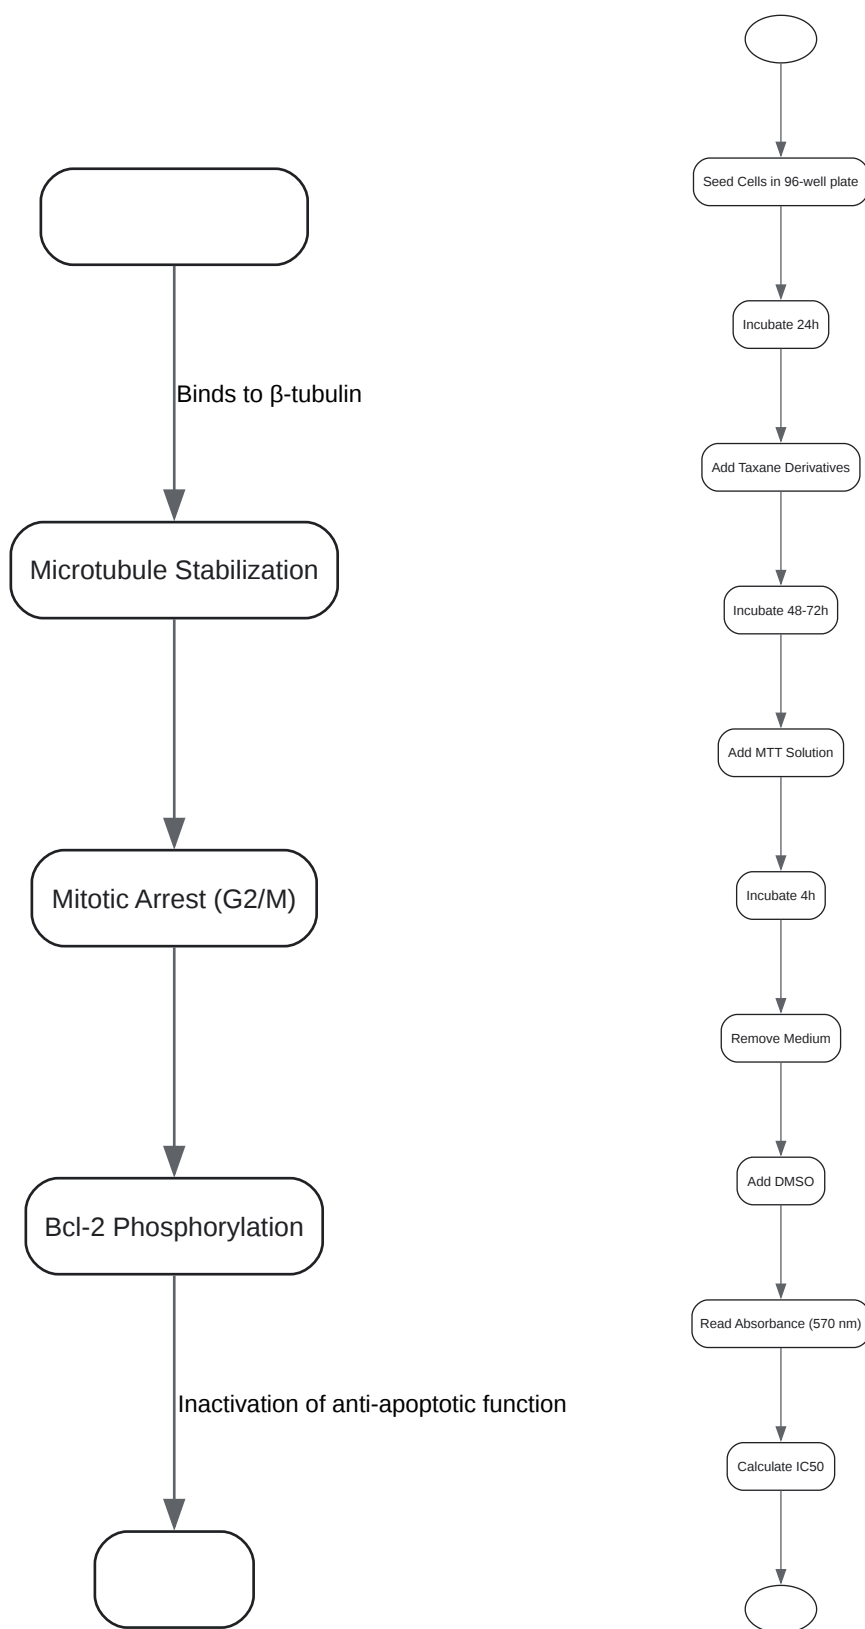 Binds to β-tubulin
Microtubule Stabilization
Mitotic Arrest (G2/M)
Bcl-2 Phosphorylation
Inactivation of anti-apoptotic function
Seed Cells in 96-well plate
Incubate 24h
Add Taxane Derivatives
Incubate 48-72h
Add MTT Solution
Incubate 4h
Remove Medium
Add DMSO
Read Absorbance (570 nm)
Calculate IC50